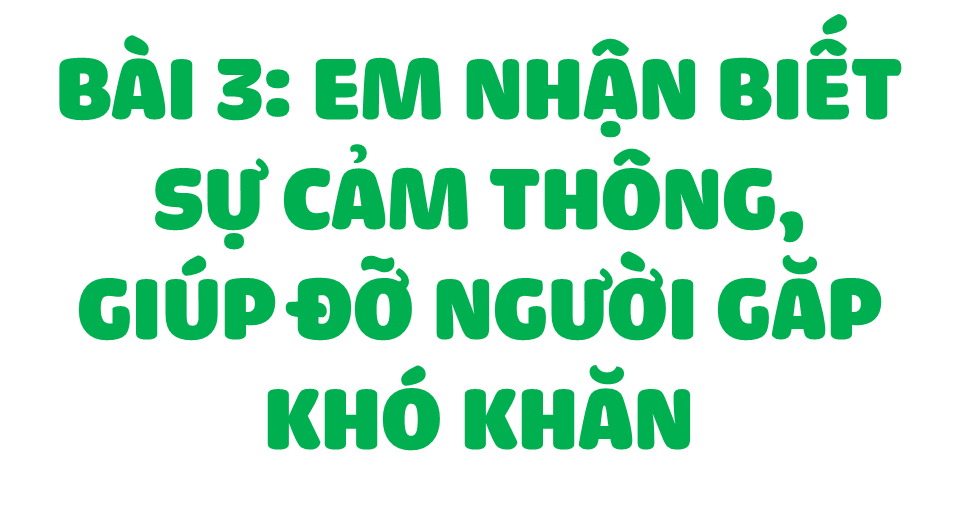 BÀI 3: EM NHẬN BIẾT
SỰ CẢM THÔNG,
GIÚP ĐỠ NGƯỜI GẶP
KHÓ KHĂN